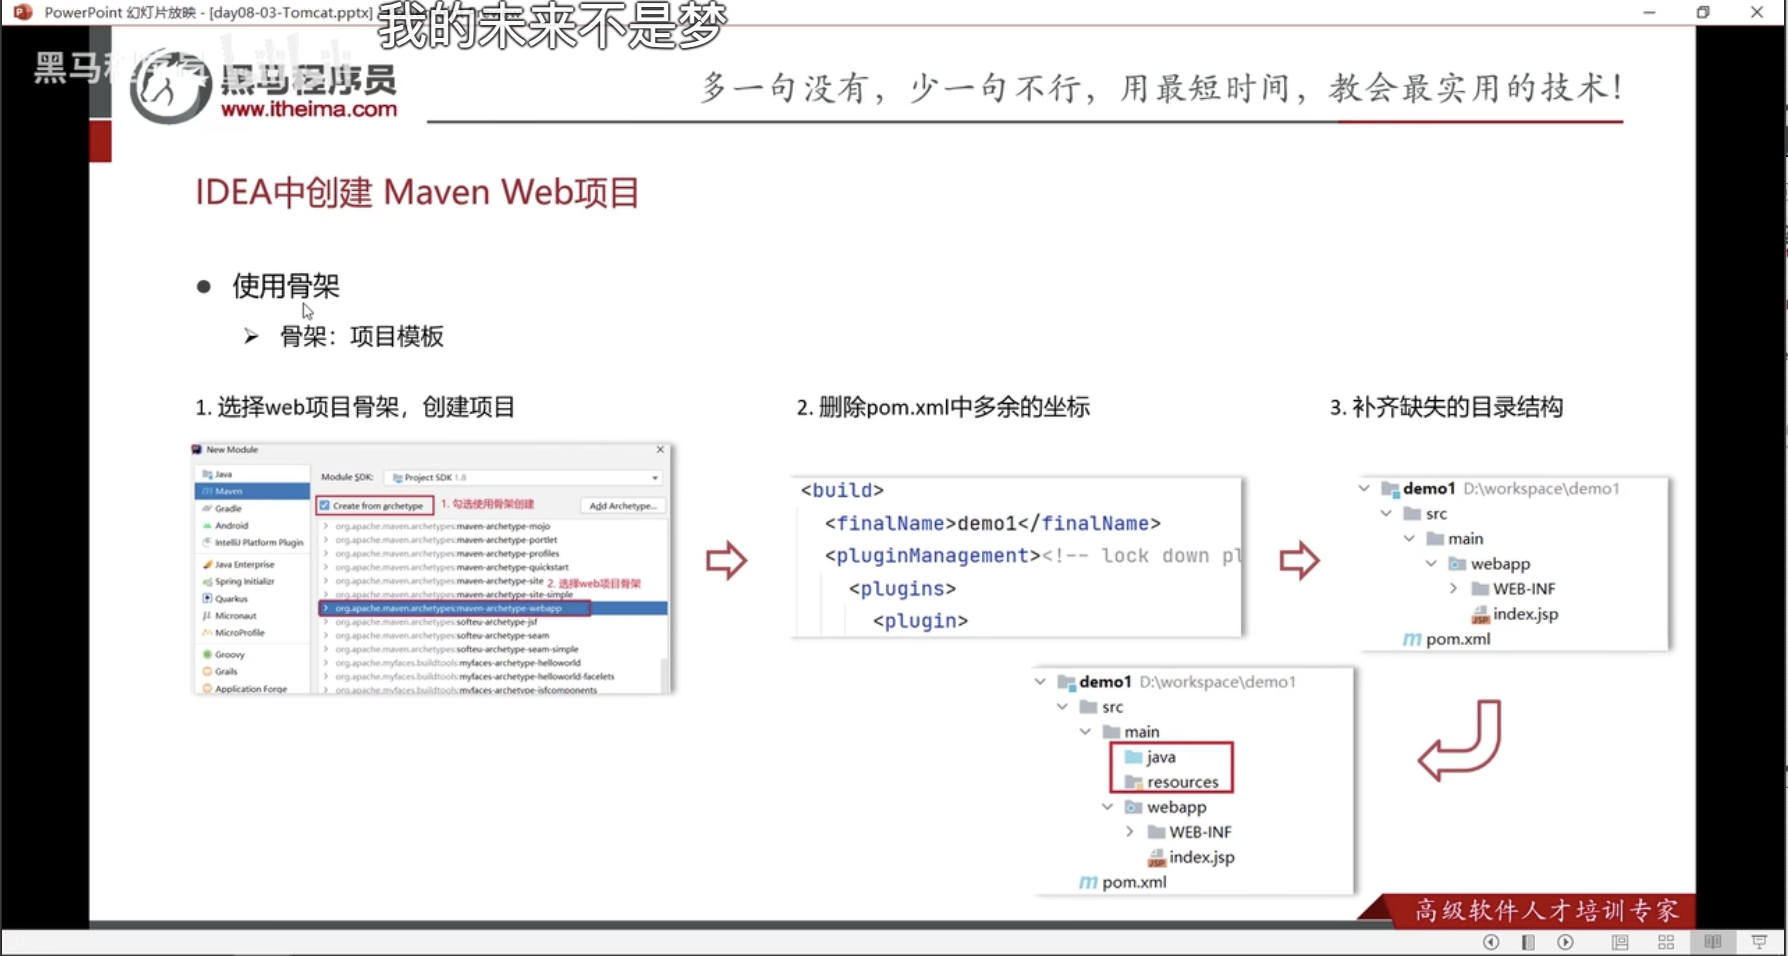 PowerPoint 幻灯片放映 - [day08-03-Tomcat.pptx]
我的未来不是梦
黑马程序员
黑马程序员
www.itheima.com
多一句没有，少一句不行，用最短时间，教会最实用的技术！
IDEA中创建 Maven Web项目
使用骨架
骨架：项目模板
1. 选择web项目骨架，创建项目
New Module
Java
Maven
Gradle
Android
IntelliJ Platform Plugin
Java Enterprise
Spring Initializr
Quarkus
Micronaut
MicroProfile
Groovy
Grails
Application Forge
Module SDK: Project SDK 1.8
Create from archetype 1. 勾选使用骨架创建 Add Archetype...
org.apache.maven.archetypes:maven-archetype-mojo
org.apache.maven.archetypes:maven-archetype-portlet
org.apache.maven.archetypes:maven-archetype-profiles
org.apache.maven.archetypes:maven-archetype-quickstart
org.apache.maven.archetypes:maven-archetype-site 2. 选择web项目骨架
org.apache.maven.archetypes:maven-archetype-site-simple
org.apache.maven.archetypes:maven-archetype-webapp
org.apache.maven.archetypes:softeu-archetype-jsf
org.apache.maven.archetypes:softeu-archetype-seam
org.apache.maven.archetypes:softeu-archetype-seam-simple
org.apache.myfaces.buildtools:myfaces-archetype-helloworld
org.apache.myfaces.buildtools:myfaces-archetype-helloworld-facelets
org.apache.myfaces.buildtools:myfaces-archetype-jsfcomponents
2. 删除pom.xml中多余的坐标
<build>
<finalName>demo1</finalName>
<pluginManagement><!-- lock down pl
<plugins>
<plugin>
3. 补齐缺失的目录结构
demo1 D:\workspace\demo1
src
main
webapp
WEB-INF
index.jsp
pom.xml
demo1 D:\workspace\demo1
src
main
java
resources
webapp
WEB-INF
index.jsp
pom.xml
高级软件人才培训专家